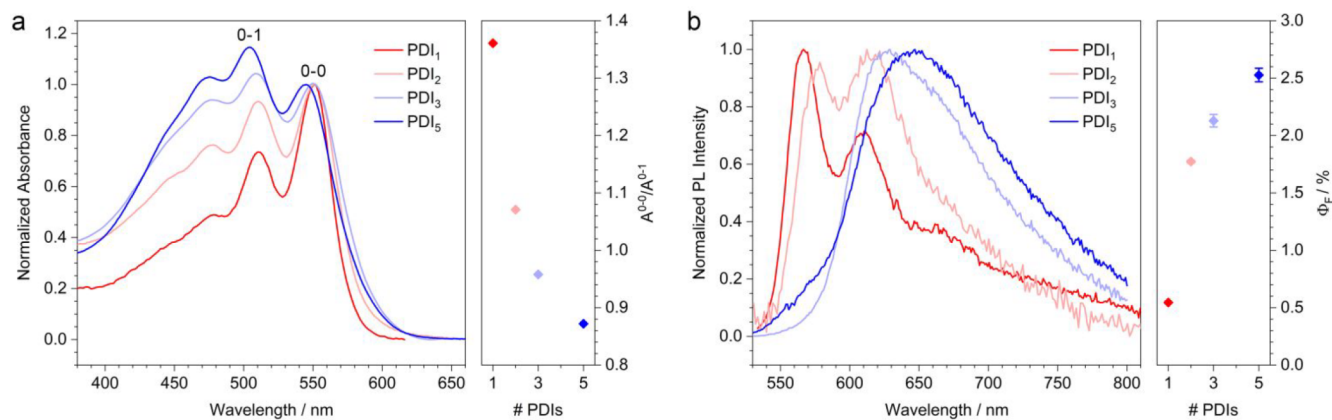 a
0-1
0-0
PDI₁
PDI₂
PDI₃
PDI₅
Normalized Absorbance
1.2
1.0
0.8
0.6
0.4
0.2
0.0
400 450 500 550 600 650
Wavelength / nm
1.4
1.3
1.2
1.1
1.0
0.9
0.8
A⁰⁻⁰/A⁰⁻¹
1 3 5
# PDIs
b
PDI₁
PDI₂
PDI₃
PDI₅
Normalized PL Intensity
1.0
0.8
0.6
0.4
0.2
0.0
550 600 650 700 750 800
Wavelength / nm
3.0
2.5
2.0
1.5
1.0
0.5
0.0
Φ_F / %
1 3 5
# PDIs